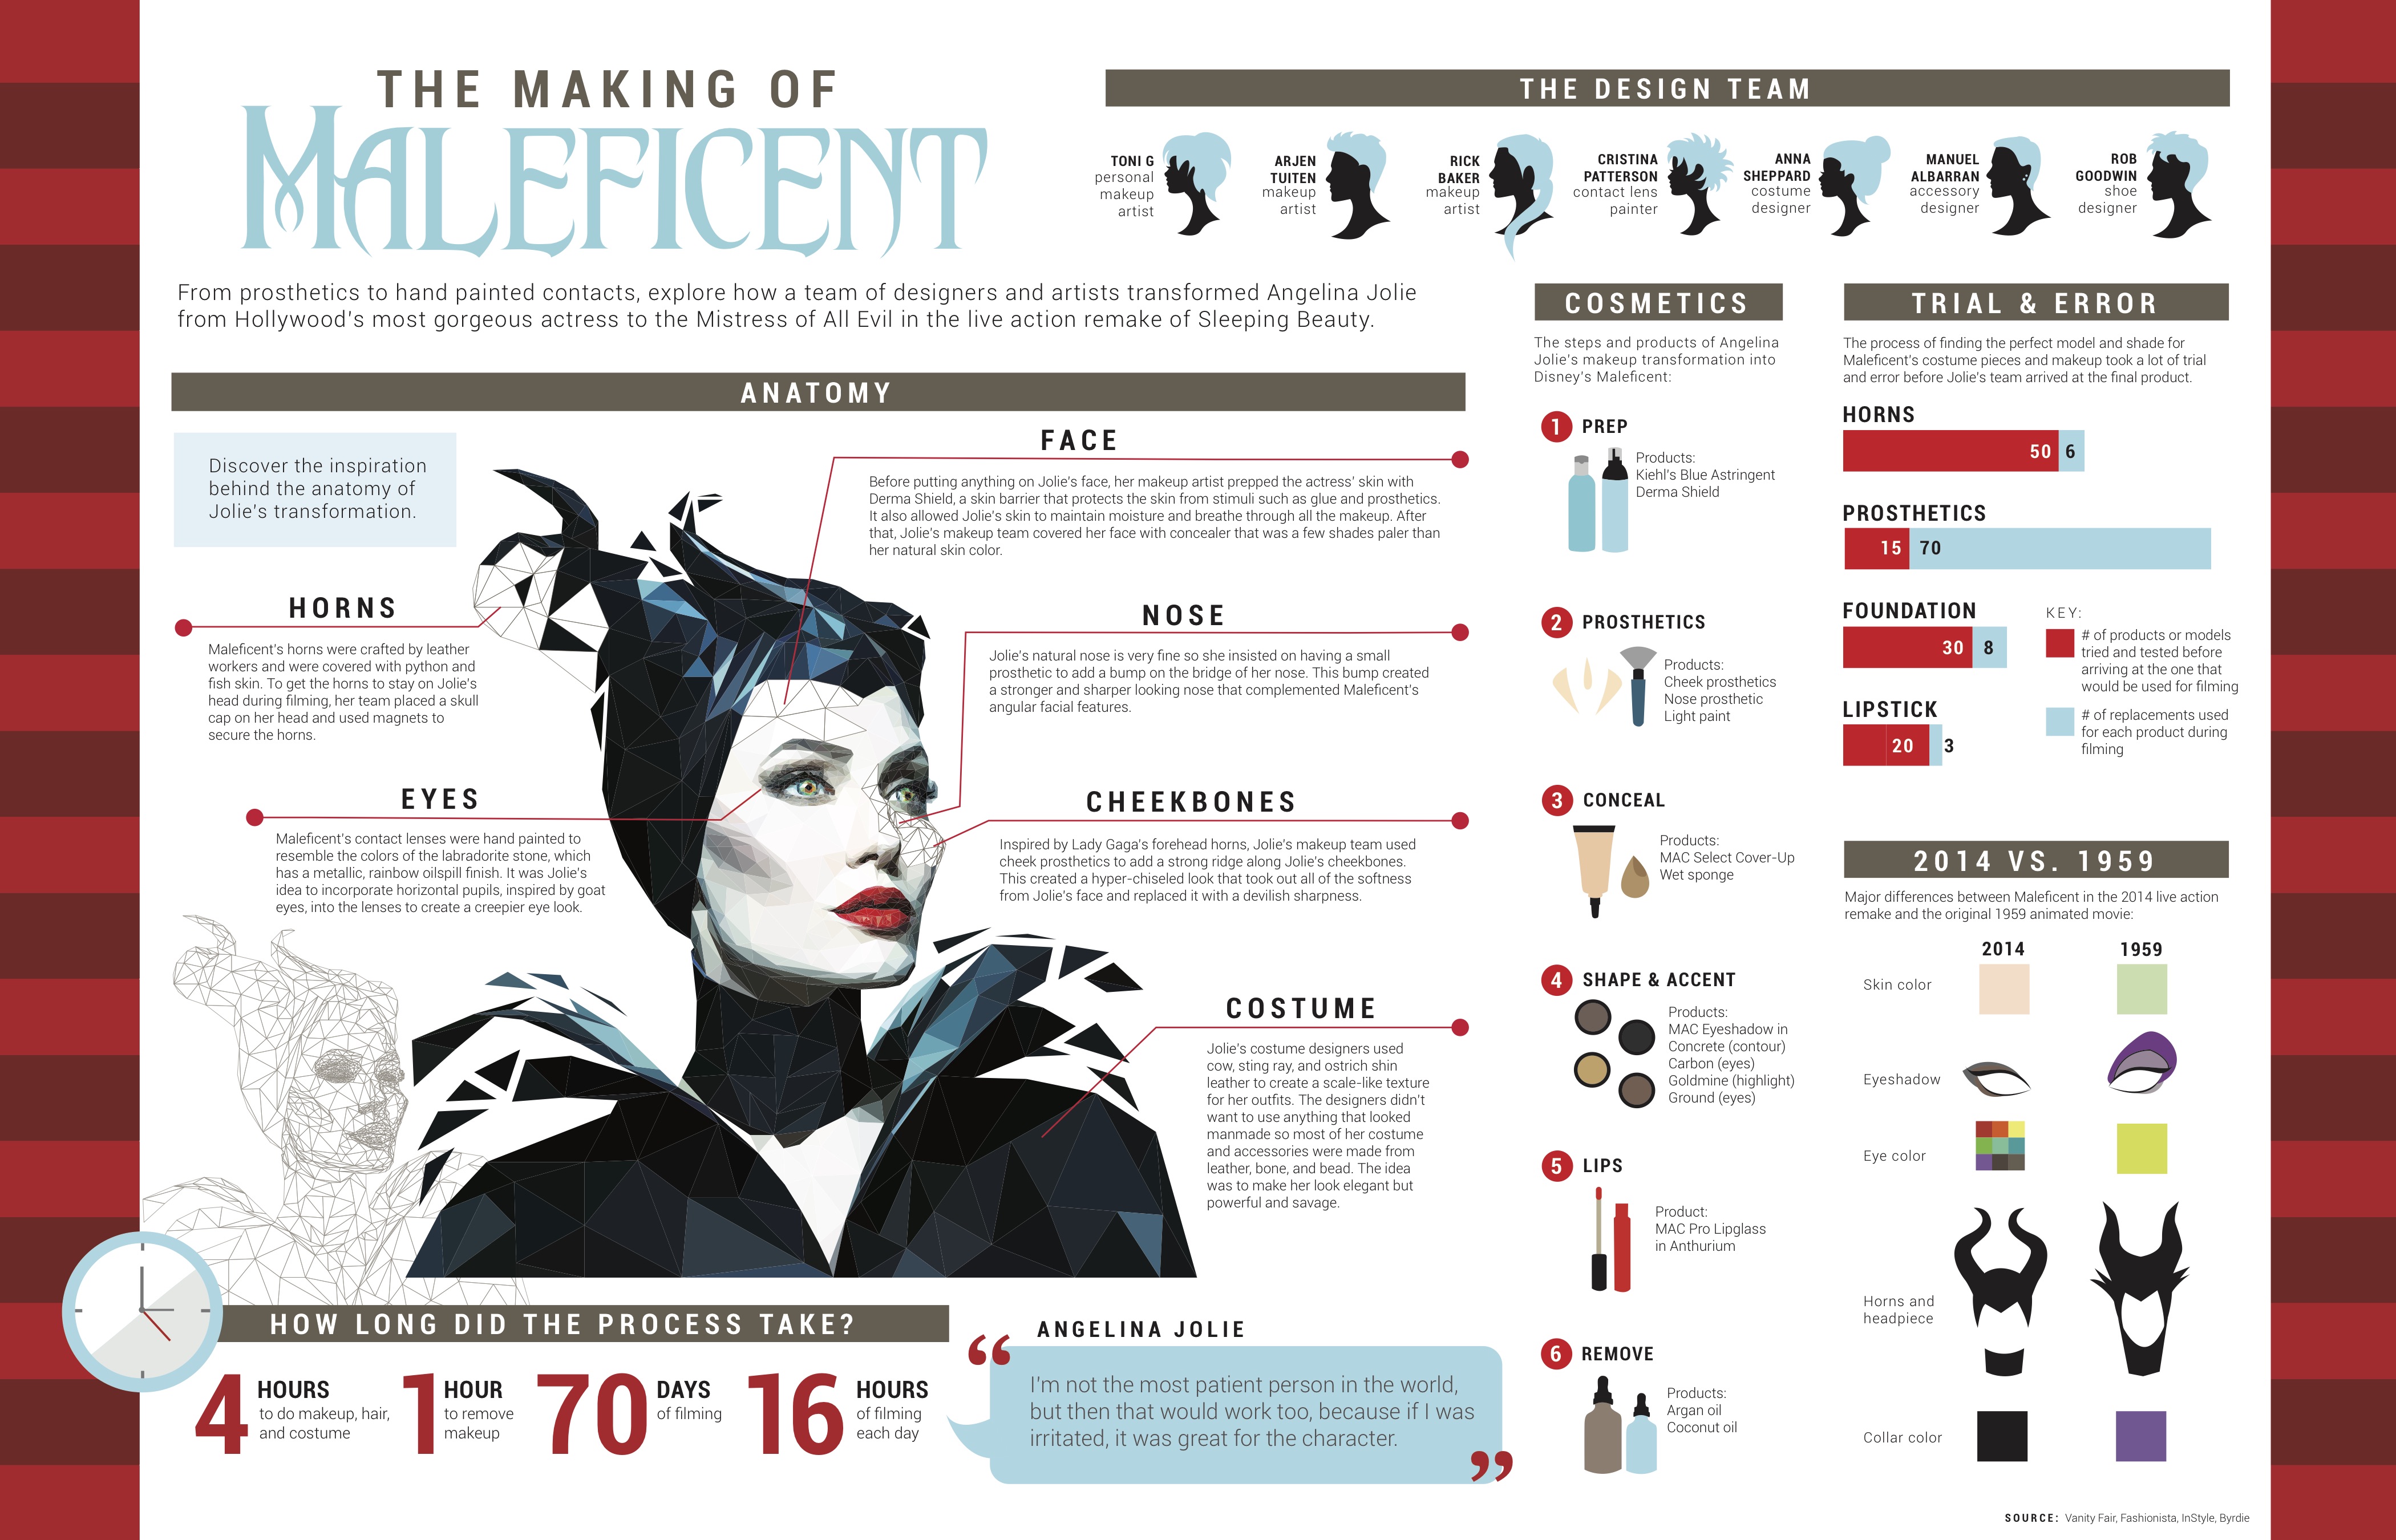 THE MAKING OF
MALEFICENT
From prosthetics to hand painted contacts, explore how a team of designers and artists transformed Angelina Jolie
from Hollywood's most gorgeous actress to the Mistress of All Evil in the live action remake of Sleeping Beauty.
THE DESIGN TEAM
TONI G
personal
makeup
artist
ARJEN
TUITEN
makeup
artist
RICK
BAKER
makeup
artist
CRISTINA
PATTERSON
contact lens
painter
ANNA
SHEPPARD
costume
designer
MANUEL
ALBARRAN
accessory
designer
ROB
GOODWIN
shoe
designer
ANATOMY
Discover the inspiration
behind the anatomy of
Jolie's transformation.
HORNS
Maleficent's horns were crafted by leather
workers and were covered with python and
fish skin. To get the horns to stay on Jolie's
head during filming, her team placed a skull
cap on her head and used magnets to
secure the horns.
EYES
Maleficent's contact lenses were hand painted to
resemble the colors of the labradorite stone, which
has a metallic, rainbow oilspill finish. It was Jolie's
idea to incorporate horizontal pupils, inspired by goat
eyes, into the lenses to create a creepier eye look.
FACE
Before putting anything on Jolie's face, her makeup artist prepped the actress' skin with
Derma Shield, a skin barrier that protects the skin from stimuli such as glue and prosthetics.
It also allowed Jolie's skin to maintain moisture and breathe through all the makeup. After
that, Jolie's makeup team covered her face with concealer that was a few shades paler than
her natural skin color.
NOSE
Jolie's natural nose is very fine so she insisted on having a small
prosthetic to add a bump on the bridge of her nose. This bump created
a stronger and sharper looking nose that complemented Maleficent's
angular facial features.
CHEEKBONES
Inspired by Lady Gaga's forehead horns, Jolie's makeup team used
cheek prosthetics to add a strong ridge along Jolie's cheekbones.
This created a hyper-chiseled look that took out all of the softness
from Jolie's face and replaced it with a devilish sharpness.
COSTUME
Jolie's costume designers used
cow, sting ray, and ostrich shin
leather to create a scale-like texture
for her outfits. The designers didn't
want to use anything that looked
manmade so most of her costume
and accessories were made from
leather, bone, and bead. The idea
was to make her look elegant but
powerful and savage.
HOW LONG DID THE PROCESS TAKE?
4 HOURS
to do makeup, hair,
and costume
1 HOUR
to remove
makeup
70 DAYS
of filming
16 HOURS
of filming
each day
ANGELINA JOLIE
“
I'm not the most patient person in the world,
but then that would work too, because if I was
irritated, it was great for the character.
”
COSMETICS
The steps and products of Angelina
Jolie's makeup transformation into
Disney's Maleficent:
1 PREP
Products:
Kiehl's Blue Astringent
Derma Shield
2 PROSTHETICS
Products:
Cheek prosthetics
Nose prosthetic
Light paint
3 CONCEAL
Products:
MAC Select Cover-Up
Wet sponge
4 SHAPE & ACCENT
Products:
MAC Eyeshadow in
Concrete (contour)
Carbon (eyes)
Goldmine (highlight)
Ground (eyes)
5 LIPS
Product:
MAC Pro Lipglass
in Anthurium
6 REMOVE
Products:
Argan oil
Coconut oil
TRIAL & ERROR
The process of finding the perfect model and shade for
Maleficent's costume pieces and makeup took a lot of trial
and error before Jolie's team arrived at the final product.
HORNS
50 6
PROSTHETICS
15 70
FOUNDATION
30 8
LIPSTICK
20 3
KEY:
# of products or models
tried and tested before
arriving at the one that
would be used for filming
# of replacements used
for each product during
filming
2014 VS. 1959
Major differences between Maleficent in the 2014 live action
remake and the original 1959 animated movie:
2014 1959
Skin color
Eyeshadow
Eye color
Horns and
headpiece
Collar color
SOURCE: Vanity Fair, Fashionista, InStyle, Byrdie